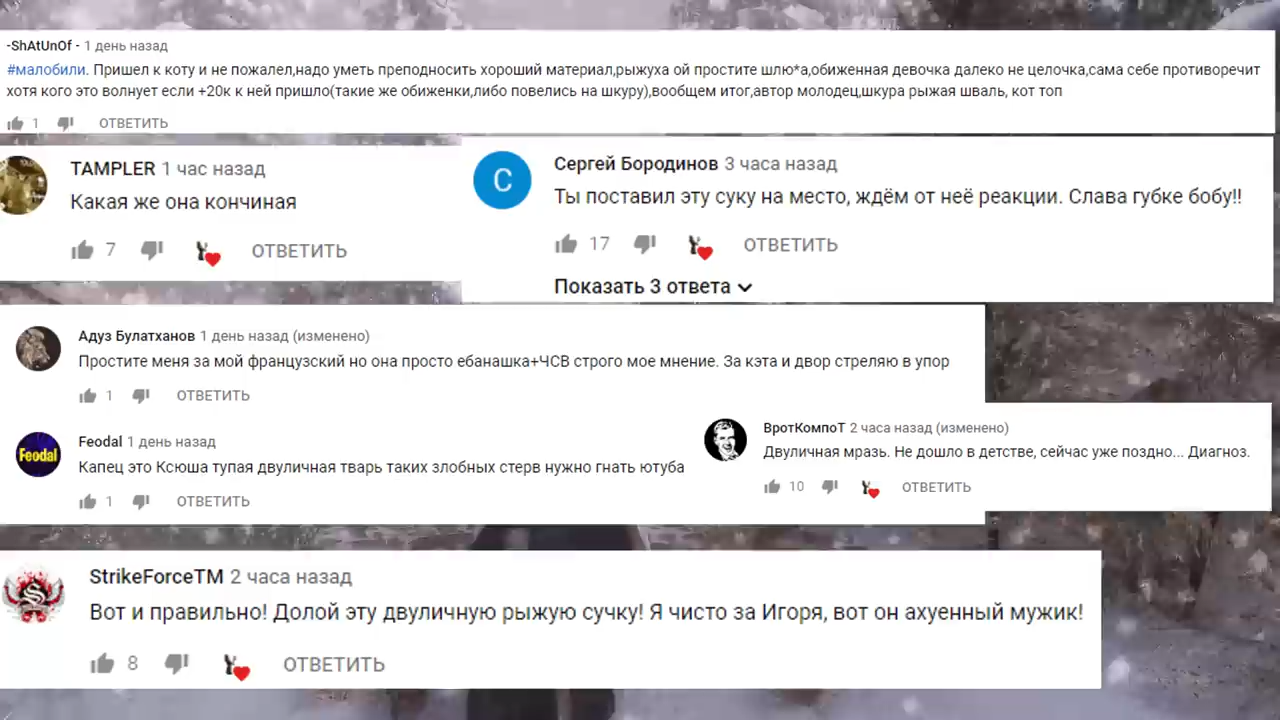 -ShAtUnOf - 1 день назад
#малобили. Пришел к коту и не пожалел,надо уметь преподносить хороший материал,рыжуха ой простите шлю*а,обиженная девочка далеко не целочка,сама себе противоречит
хотя кого это волнует если +20к к ней пришло(такие же обиженки,либо повелись на шкуру),вообщем итог,автор молодец,шкура рыжая шваль, кот топ
1 ОТВЕТИТЬ
TAMPLER 1 час назад
Какая же она кончиная
7 ОТВЕТИТЬ
С
Сергей Бородинов 3 часа назад
Ты поставил эту суку на место, ждём от неё реакции. Слава губке бобу!!
17 ОТВЕТИТЬ
Показать 3 ответа
Адуз Булатханов 1 день назад (изменено)
Простите меня за мой французский но она просто ебанашка+ЧСВ строго мое мнение. За кэта и двор стреляю в упор
1 ОТВЕТИТЬ
Feodal
Feodal 1 день назад
Капец это Ксюша тупая двуличная тварь таких злобных стерв нужно гнать ютуба
1 ОТВЕТИТЬ
ВротКомпоТ 2 часа назад (изменено)
Двуличная мразь. Не дошло в детстве, сейчас уже поздно... Диагноз.
10 ОТВЕТИТЬ
StrikeForceTM 2 часа назад
Вот и правильно! Долой эту двуличную рыжую сучку! Я чисто за Игоря, вот он ахуенный мужик!
8 ОТВЕТИТЬ